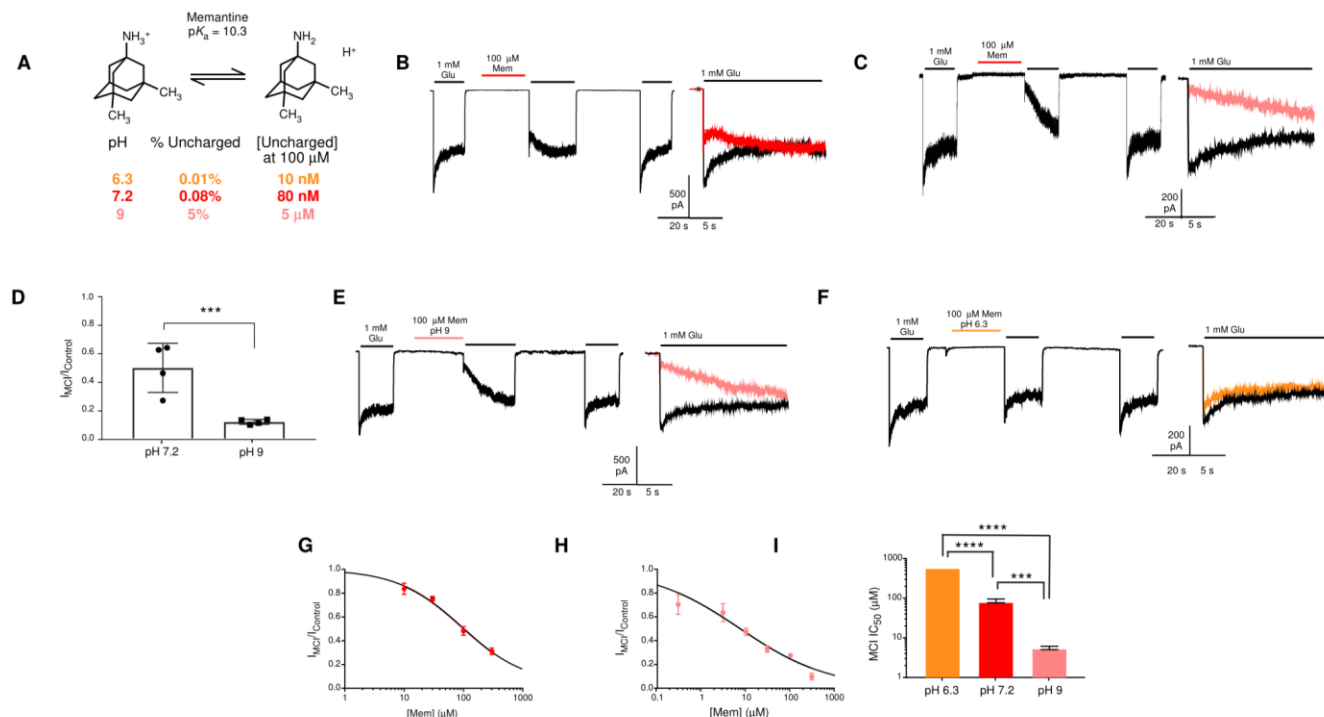 A
Memantine
pKa = 10.3
NH3+
NH2
H+
CH3
CH3
CH3
CH3
pH % Uncharged [Uncharged]
at 100 μM
6.3 0.01% 10 nM
7.2 0.08% 80 nM
9 5% 5 μM
B
1 mM
Glu
100 μM
Mem
1 mM Glu
500
pA
20 s 5 s
C
1 mM
Glu
100 μM
Mem
1 mM Glu
200
pA
20 s 5 s
D
IMCI/IControl
1.0
0.8
0.6
0.4
0.2
0.0
***
pH 7.2 pH 9
E
1 mM
Glu
100 μM Mem
pH 9
1 mM Glu
500
pA
20 s 5 s
F
1 mM
Glu
100 μM Mem
pH 6.3
1 mM Glu
200
pA
20 s 5 s
G
IMCI/IControl
1.0
0.8
0.6
0.4
0.2
0.0
1 10 100 1000
[Mem] (μM)
H
IMCI/IControl
1.0
0.8
0.6
0.4
0.2
0.0
0.1 1 10 100 1000
[Mem] (μM)
I
MCI IC50 (μM)
1000
100
10
1
****
****
***
pH 6.3 pH 7.2 pH 9